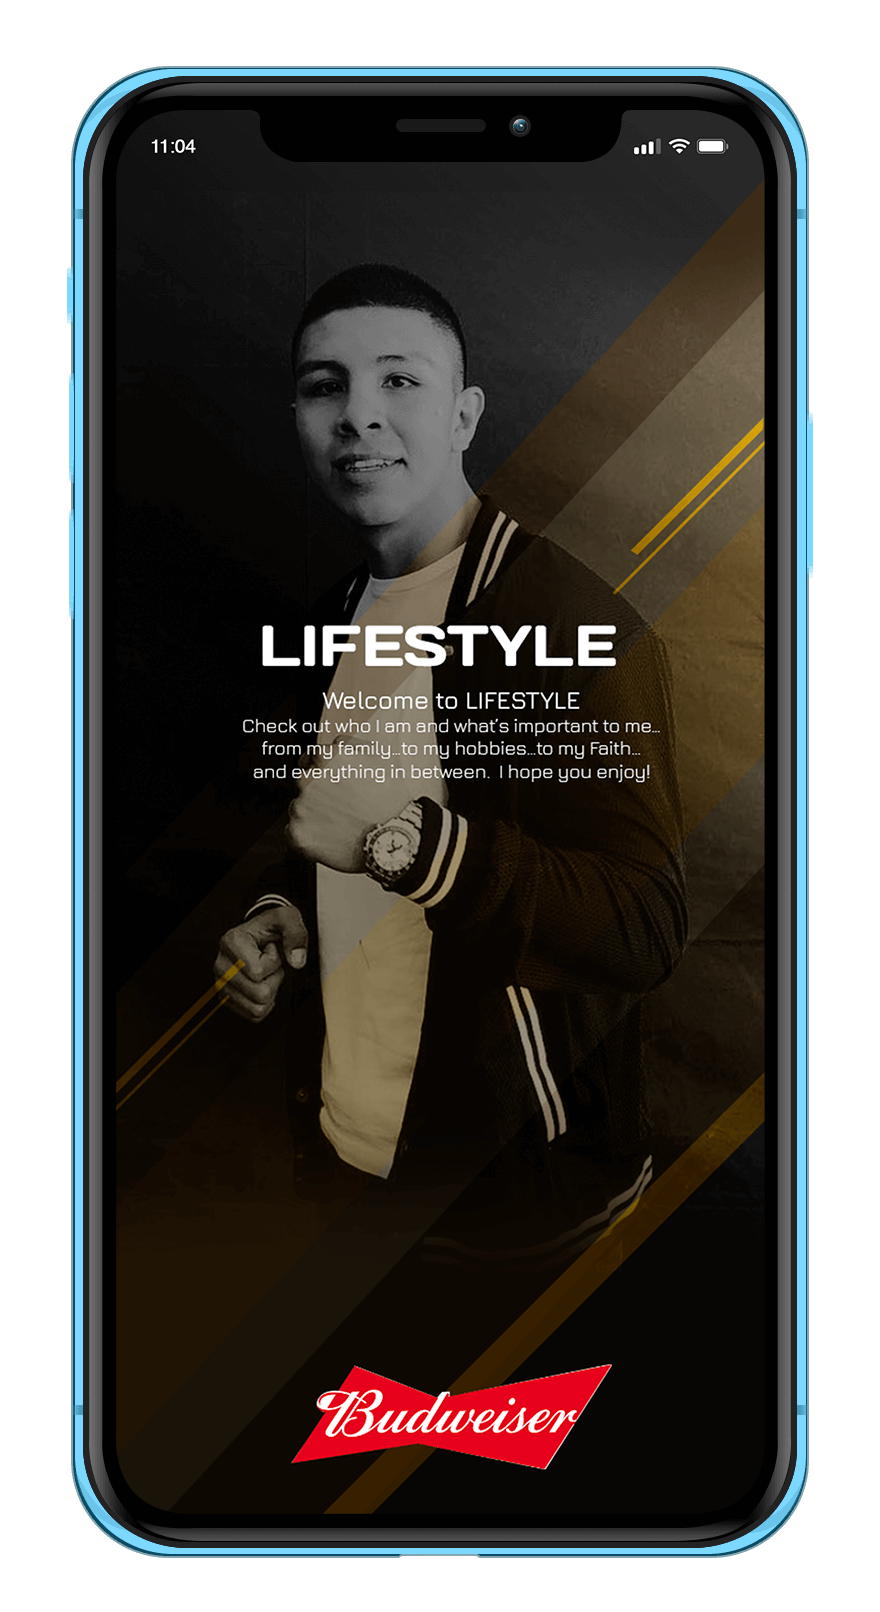 11:04
LIFESTYLE
Welcome to LIFESTYLE
Check out who I am and what's important to me...
from my family...to my hobbies...to my Faith...
and everything in between.  I hope you enjoy!
Budweiser